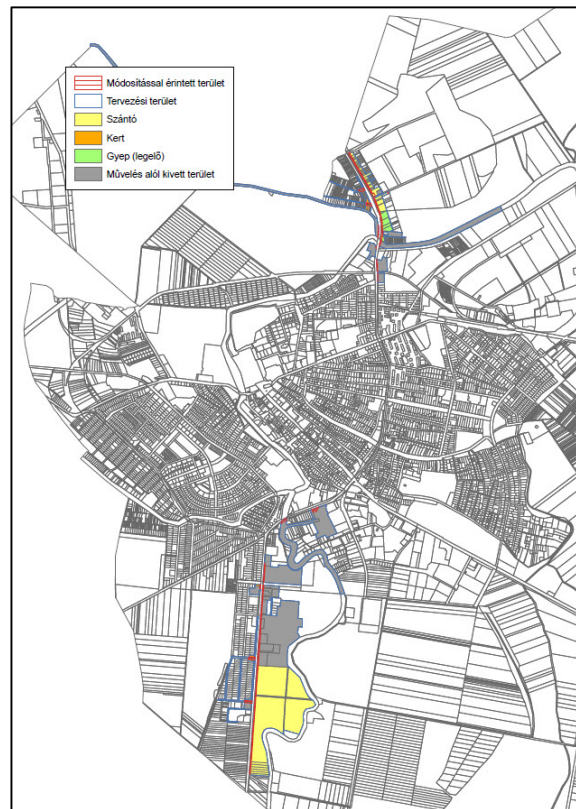 Módosítással érintett terület
Tervezési terület
Szántó
Kert
Gyep (legelő)
Művelés alól kivett terület